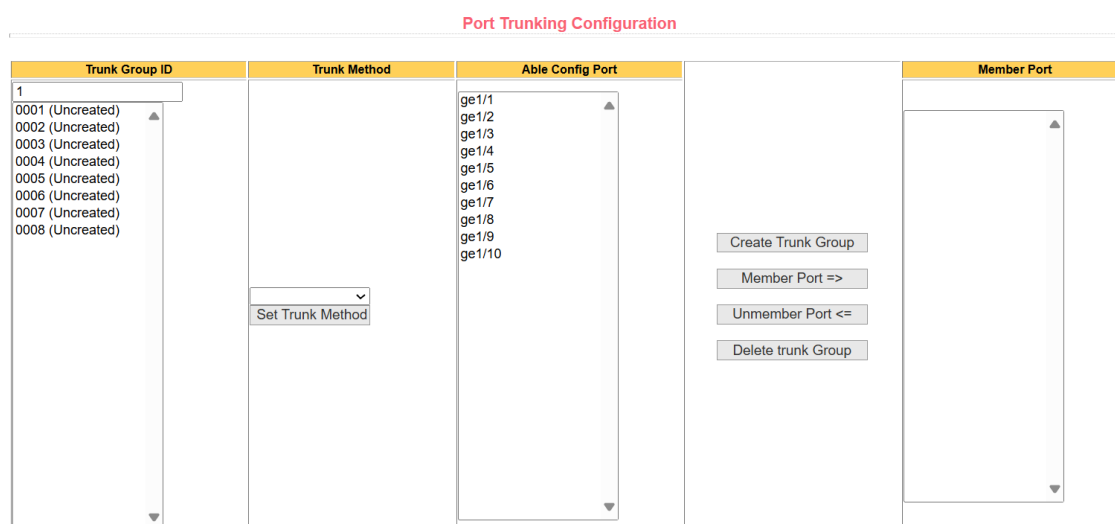 Port Trunking Configuration
Trunk Group ID
Trunk Method
Able Config Port
Member Port
1
0001 (Uncreated)
0002 (Uncreated)
0003 (Uncreated)
0004 (Uncreated)
0005 (Uncreated)
0006 (Uncreated)
0007 (Uncreated)
0008 (Uncreated)
Set Trunk Method
ge1/1
ge1/2
ge1/3
ge1/4
ge1/5
ge1/6
ge1/7
ge1/8
ge1/9
ge1/10
Create Trunk Group
Member Port =>
Unmember Port <=
Delete trunk Group